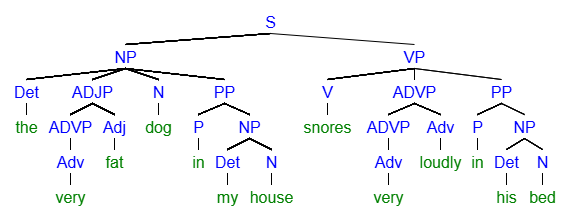 S
NP VP
Det ADJP N PP V ADVP PP
the ADVP Adj dog P NP snores ADVP Adv P NP
Adv fat in Det N Adv loudly in Det N
very my house very his bed